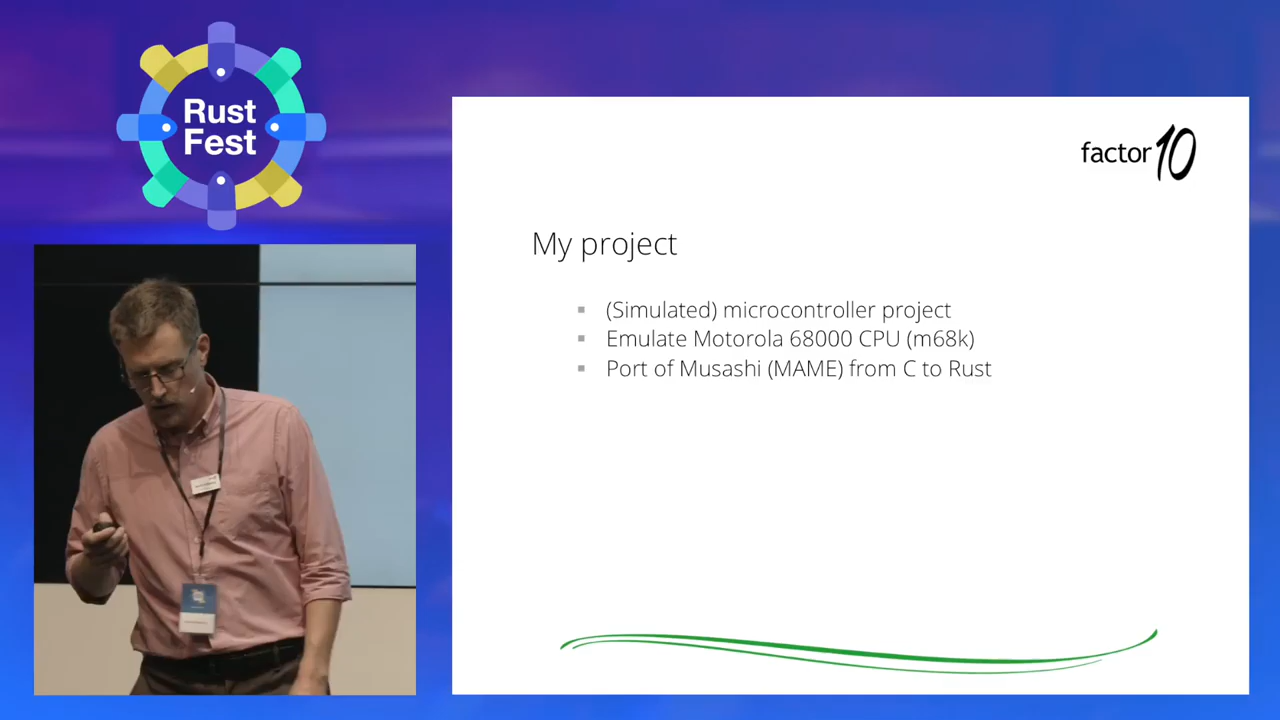 Rust
Fest
factor10
My project
(Simulated) microcontroller project
Emulate Motorola 68000 CPU (m68k)
Port of Musashi (MAME) from C to Rust